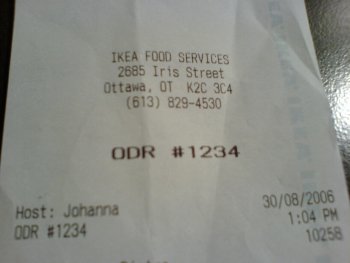 IKEA FOOD SERVICES
2685 Iris Street
Ottawa, OT K2C 3C4
(613) 829-4530
ODR #1234
30/08/2006
Host: Johanna
1:04 PM
ODR #1234
10258